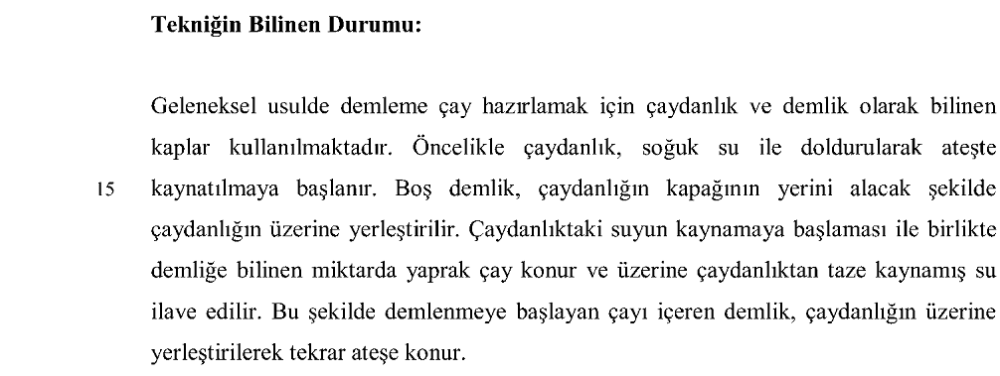 Tekniğin Bilinen Durumu:
Geleneksel usulde demleme çay hazırlamak için çaydanlık ve demlik olarak bilinen
kaplar kullanılmaktadır. Öncelikle çaydanlık, soğuk su ile doldurularak ateşte
15 kaynatılmaya başlanır. Boş demlik, çaydanlığın kapağının yerini alacak şekilde
çaydanlığın üzerine yerleştirilir. Çaydanlıktaki suyun kaynamaya başlaması ile birlikte
demliğe bilinen miktarda yaprak çay konur ve üzerine çaydanlıktan taze kaynamış su
ilave edilir. Bu şekilde demlenmeye başlayan çayı içeren demlik, çaydanlığın üzerine
yerleştirilerek tekrar ateşe konur.